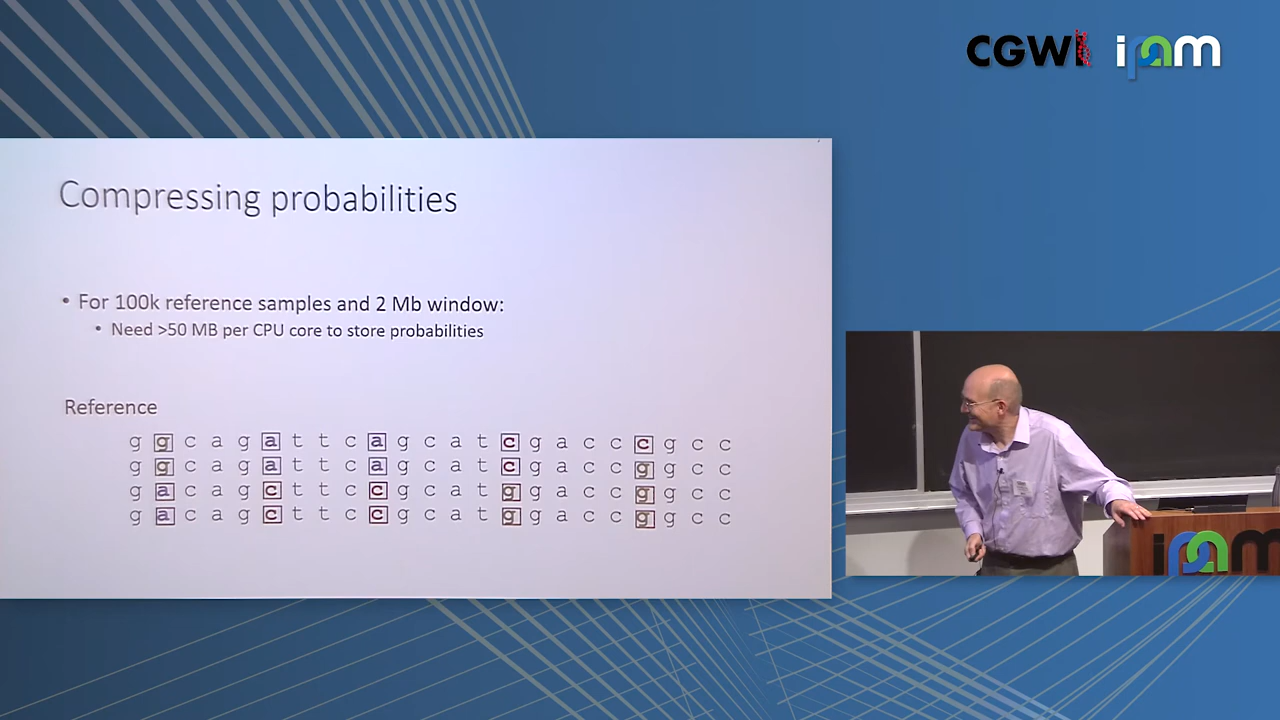 CGWI ipam
Compressing probabilities
• For 100k reference samples and 2 Mb window:
• Need >50 MB per CPU core to store probabilities
Reference
g g c a g a t t c a g c a t c g a c c c g c c
g g c a g a t t c a g c a t c g a c c g g c c
g a c a g c t t c c g c a t g g a c c g g c c
g a c a g c t t c c g c a t g g a c c g g c c
ipam